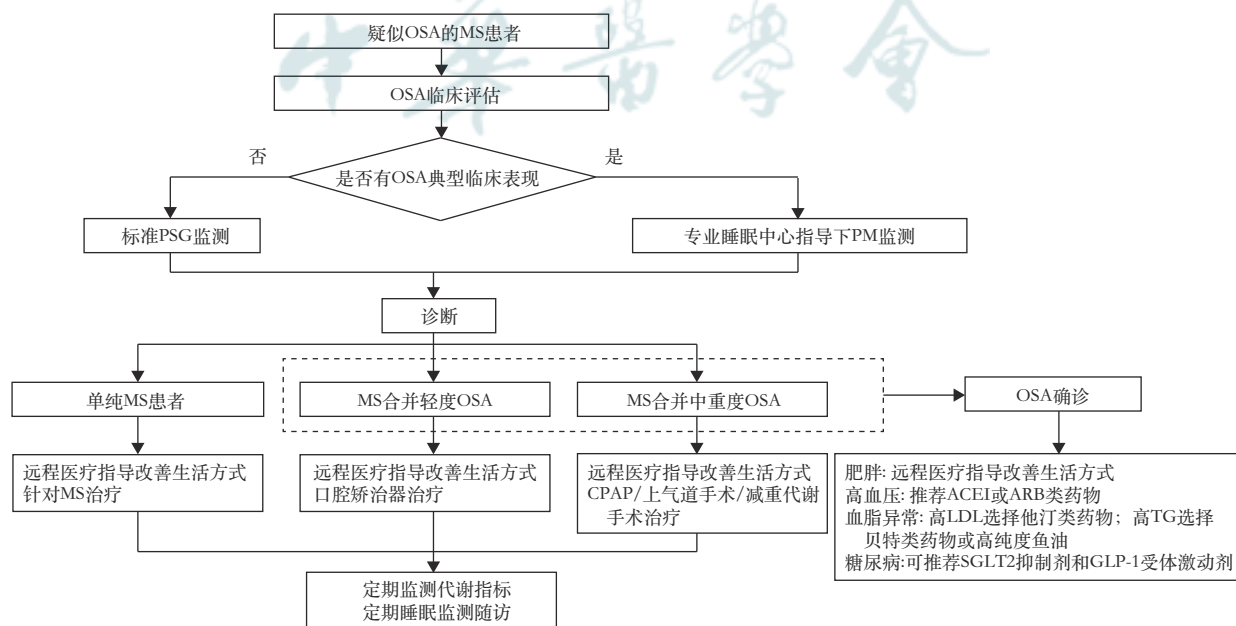 中華醫學會
疑似OSA的MS患者
OSA临床评估
否
是
是否有OSA典型临床表现
标准PSG监测
专业睡眠中心指导下PM监测
诊断
单纯MS患者
MS合并轻度OSA
MS合并中重度OSA
OSA确诊
远程医疗指导改善生活方式
针对MS治疗
远程医疗指导改善生活方式
口腔矫治器治疗
远程医疗指导改善生活方式
CPAP/上气道手术/减重代谢
手术治疗
肥胖: 远程医疗指导改善生活方式
高血压: 推荐ACEI或ARB类药物
血脂异常: 高LDL选择他汀类药物；高TG选择
贝特类药物或高纯度鱼油
糖尿病:可推荐SGLT2抑制剂和GLP-1受体激动剂
定期监测代谢指标
定期睡眠监测随访